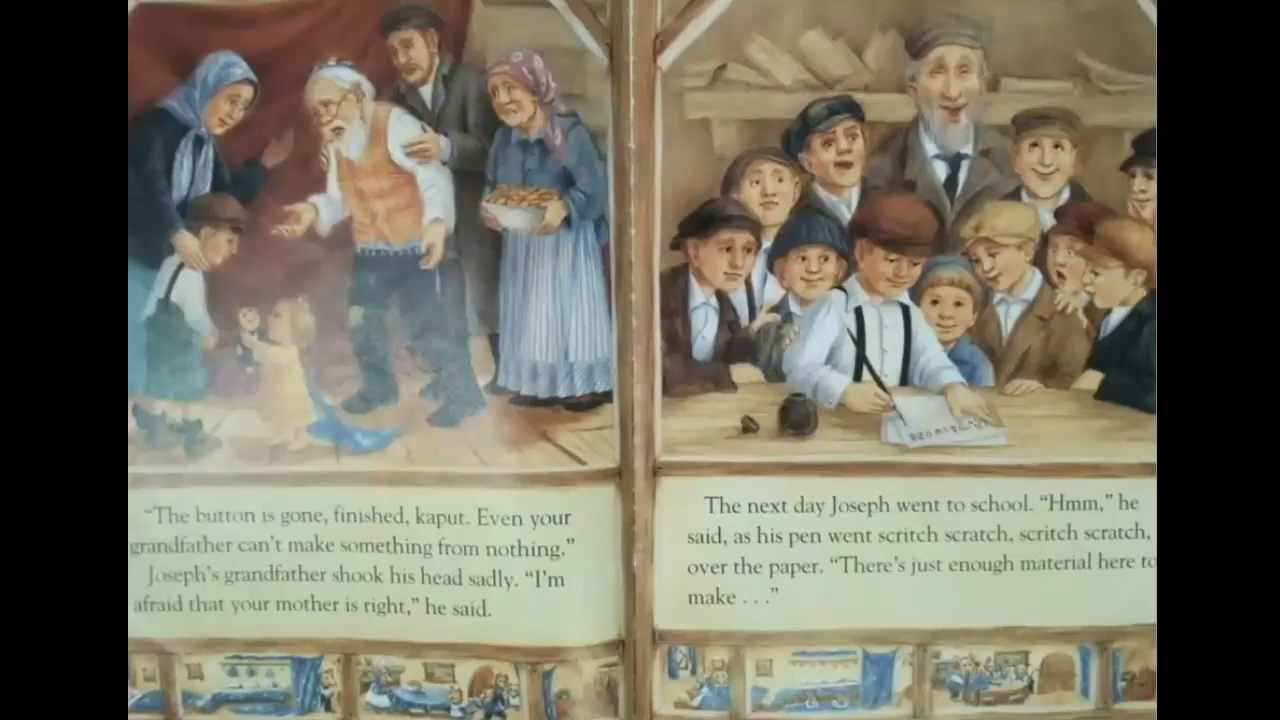 “The button is gone, finished, kaput. Even your
grandfather can’t make something from nothing.”
Joseph’s grandfather shook his head sadly. “I’m
afraid that your mother is right,” he said.
The next day Joseph went to school. “Hmm,” he
said, as his pen went scritch scratch, scritch scratch,
over the paper. “There’s just enough material here to
make . . .”